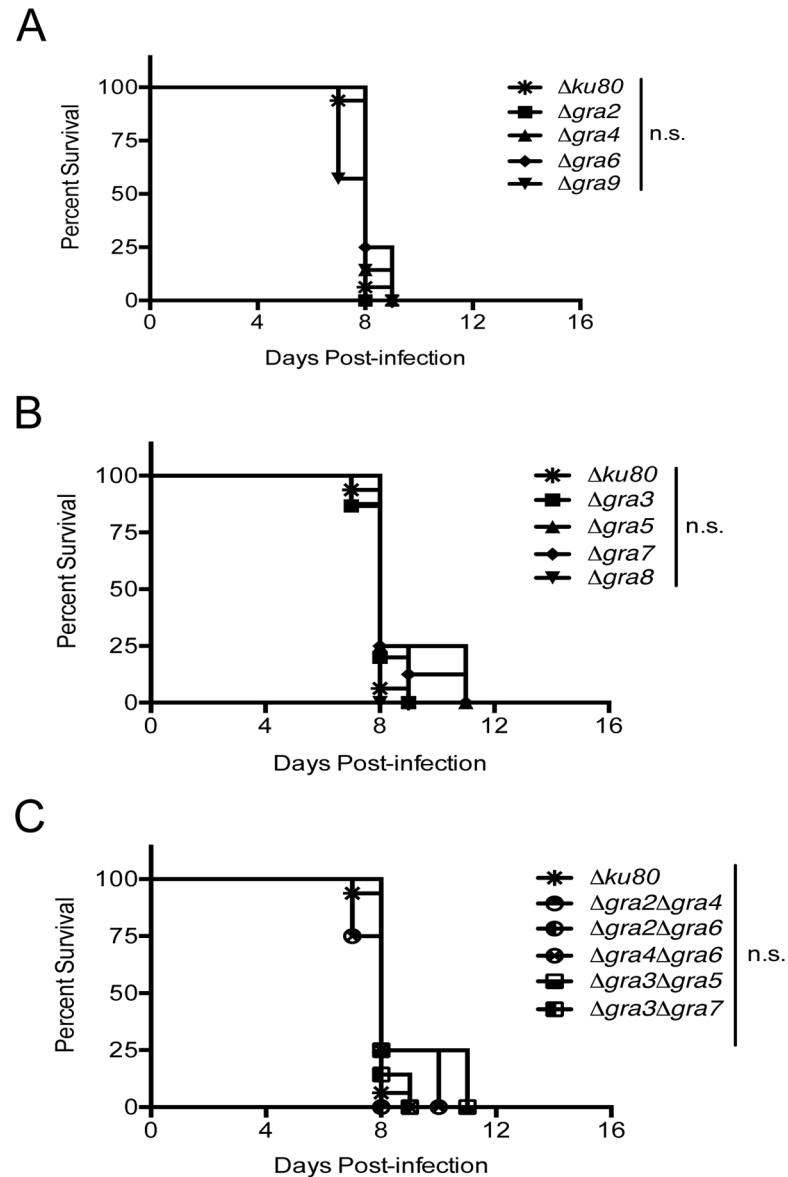 A
Percent Survival
100
75
50
25
0
0 4 8 12 16
Days Post-infection
Δku80
Δgra2
Δgra4
Δgra6
Δgra9
n.s.
B
Percent Survival
100
75
50
25
0
0 4 8 12 16
Days Post-infection
Δku80
Δgra3
Δgra5
Δgra7
Δgra8
n.s.
C
Percent Survival
100
75
50
25
0
0 4 8 12 16
Days Post-infection
Δku80
Δgra2Δgra4
Δgra2Δgra6
Δgra4Δgra6
Δgra3Δgra5
Δgra3Δgra7
n.s.